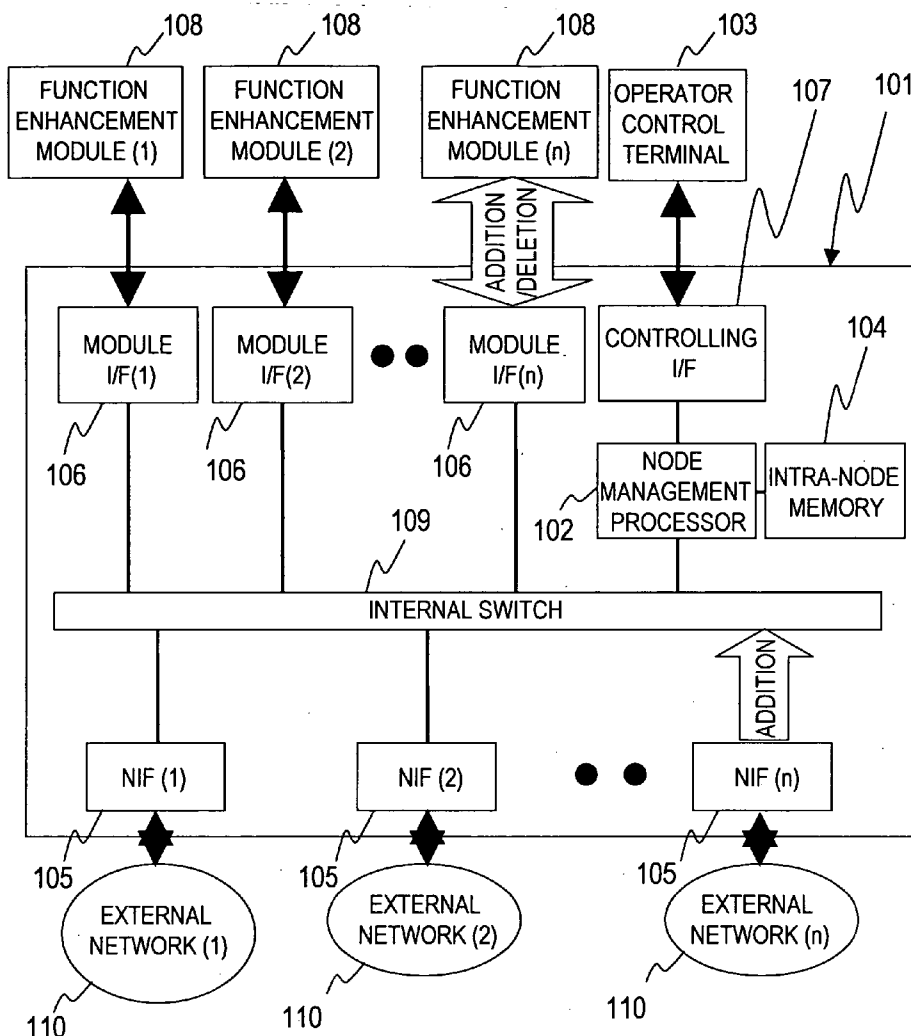 108
108
108
103
107
101
FUNCTION
ENHANCEMENT
MODULE (1)
FUNCTION
ENHANCEMENT
MODULE (2)
FUNCTION
ENHANCEMENT
MODULE (n)
OPERATOR
CONTROL
TERMINAL
ADDITION
/DELETION
MODULE
I/F(1)
MODULE
I/F(2)
MODULE
I/F(n)
CONTROLLING
I/F
104
106
106
106
NODE
MANAGEMENT
PROCESSOR
INTRA-NODE
MEMORY
102
109
INTERNAL SWITCH
ADDITION
NIF (1)
NIF (2)
NIF (n)
105
105
105
EXTERNAL
NETWORK (1)
EXTERNAL
NETWORK (2)
EXTERNAL
NETWORK (n)
110
110
110